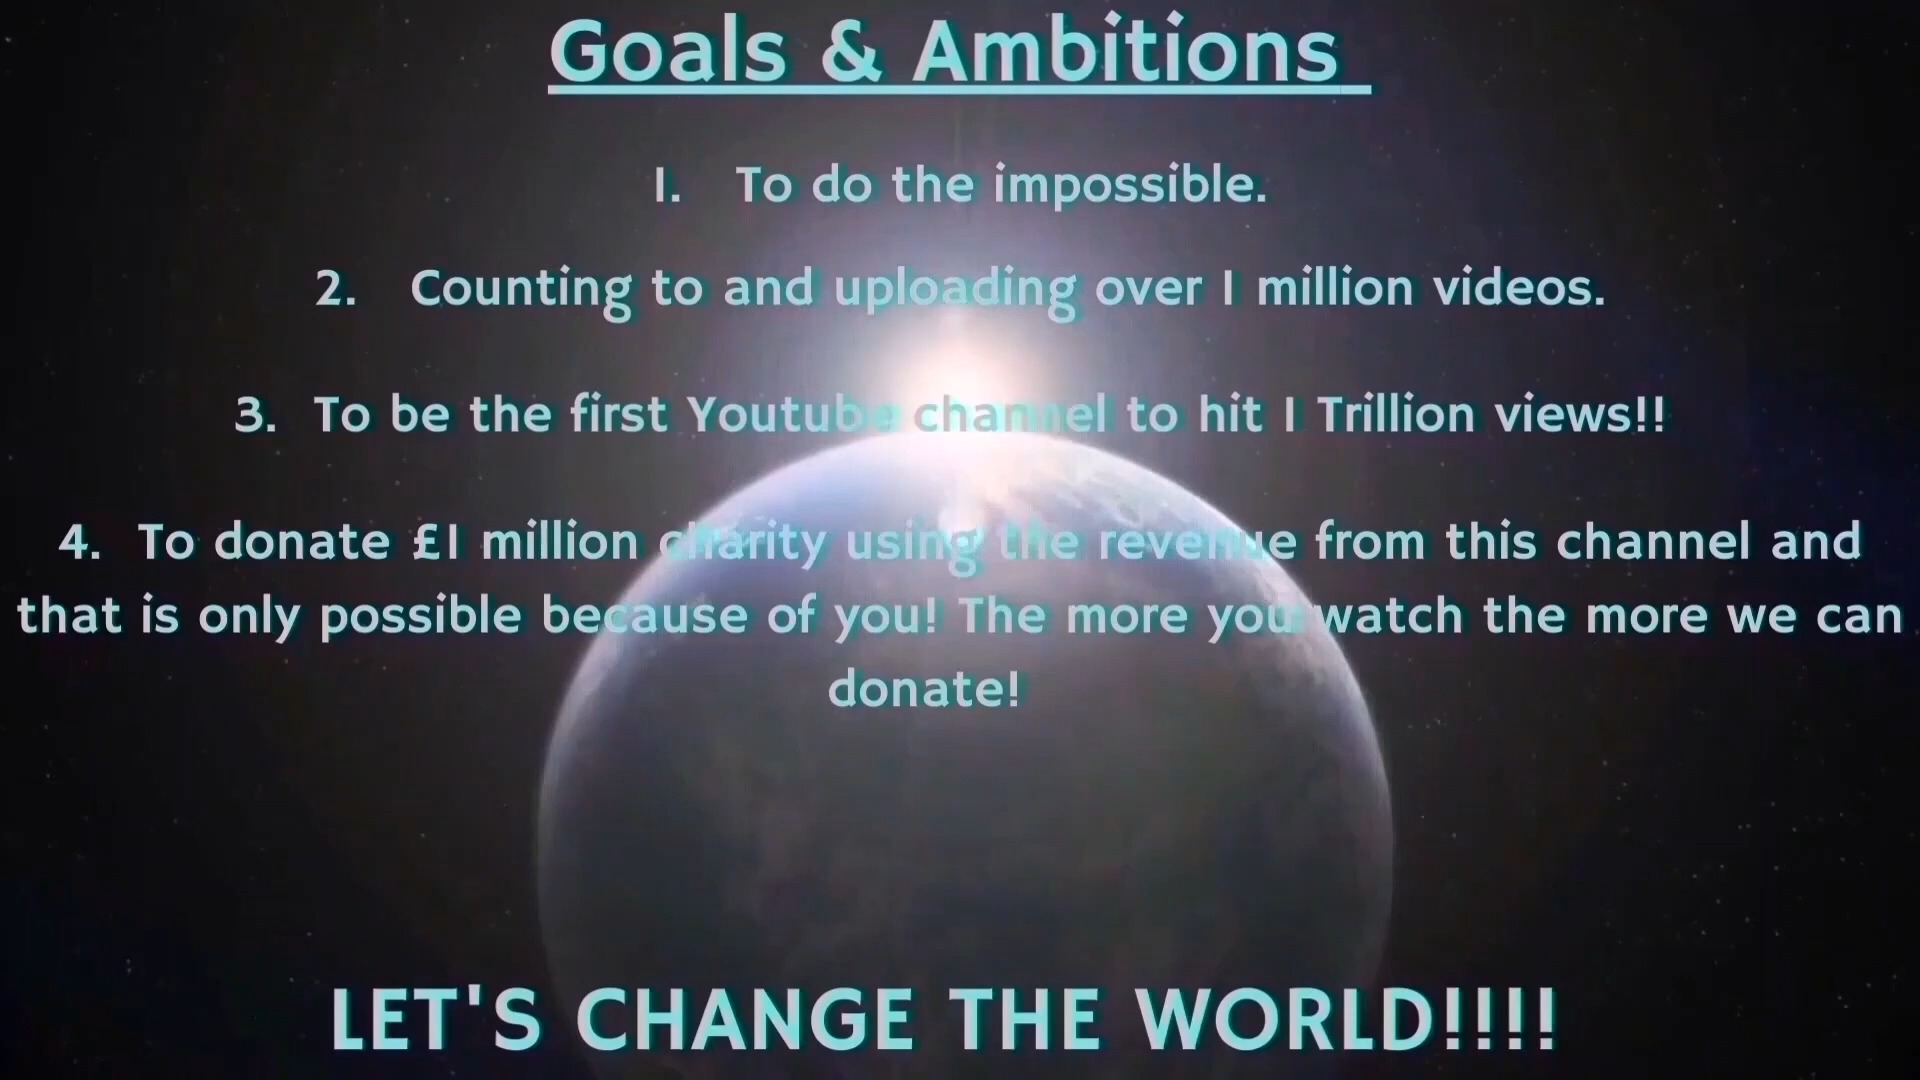 Goals & Ambitions
1. To do the impossible.
2. Counting to and uploading over 1 million videos.
3. To be the first Youtube channel to hit 1 Trillion views!!
4. To donate £1 million charity using the revenue from this channel and
that is only possible because of you! The more you watch the more we can
donate!
LET'S CHANGE THE WORLD!!!!